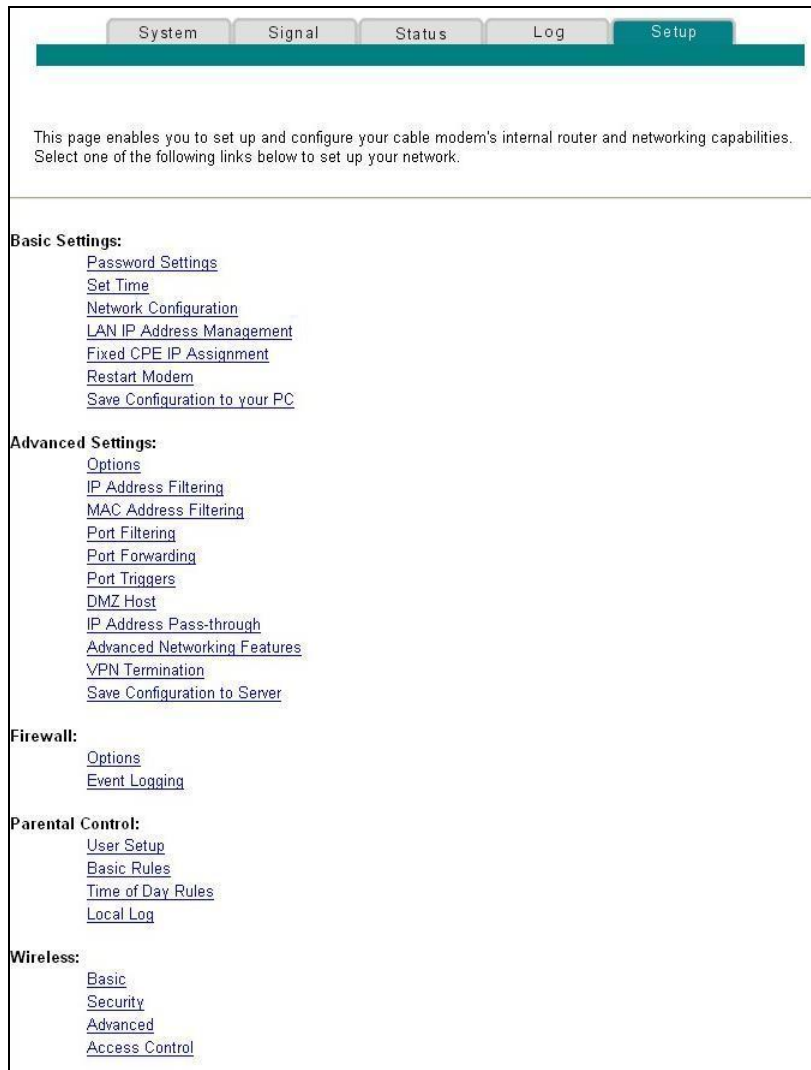 System Signal Status Log Setup
This page enables you to set up and configure your cable modem's internal router and networking capabilities.
Select one of the following links below to set up your network.
Basic Settings:
Password Settings
Set Time
Network Configuration
LAN IP Address Management
Fixed CPE IP Assignment
Restart Modem
Save Configuration to your PC
Advanced Settings:
Options
IP Address Filtering
MAC Address Filtering
Port Filtering
Port Forwarding
Port Triggers
DMZ Host
IP Address Pass-through
Advanced Networking Features
VPN Termination
Save Configuration to Server
Firewall:
Options
Event Logging
Parental Control:
User Setup
Basic Rules
Time of Day Rules
Local Log
Wireless:
Basic
Security
Advanced
Access Control